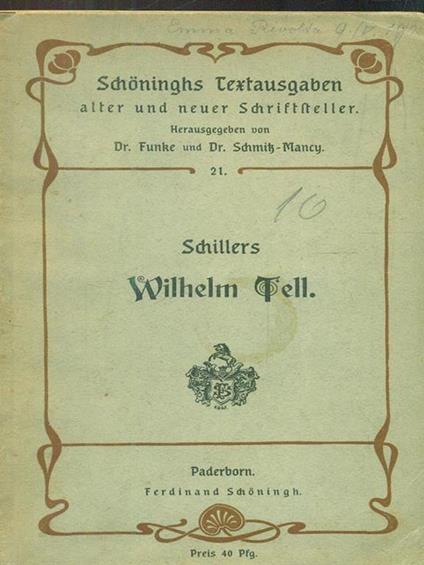 Emma
Schöninghs Textausgaben
alter und neuer Schriftsteller.
Herausgegeben von
Dr. Funke und Dr. Schmitz-Mancy.
21.
10
Schillers
Wilhelm Tell.
Paderborn.
Ferdinand Schöningh.
Preis 40 Pfg.